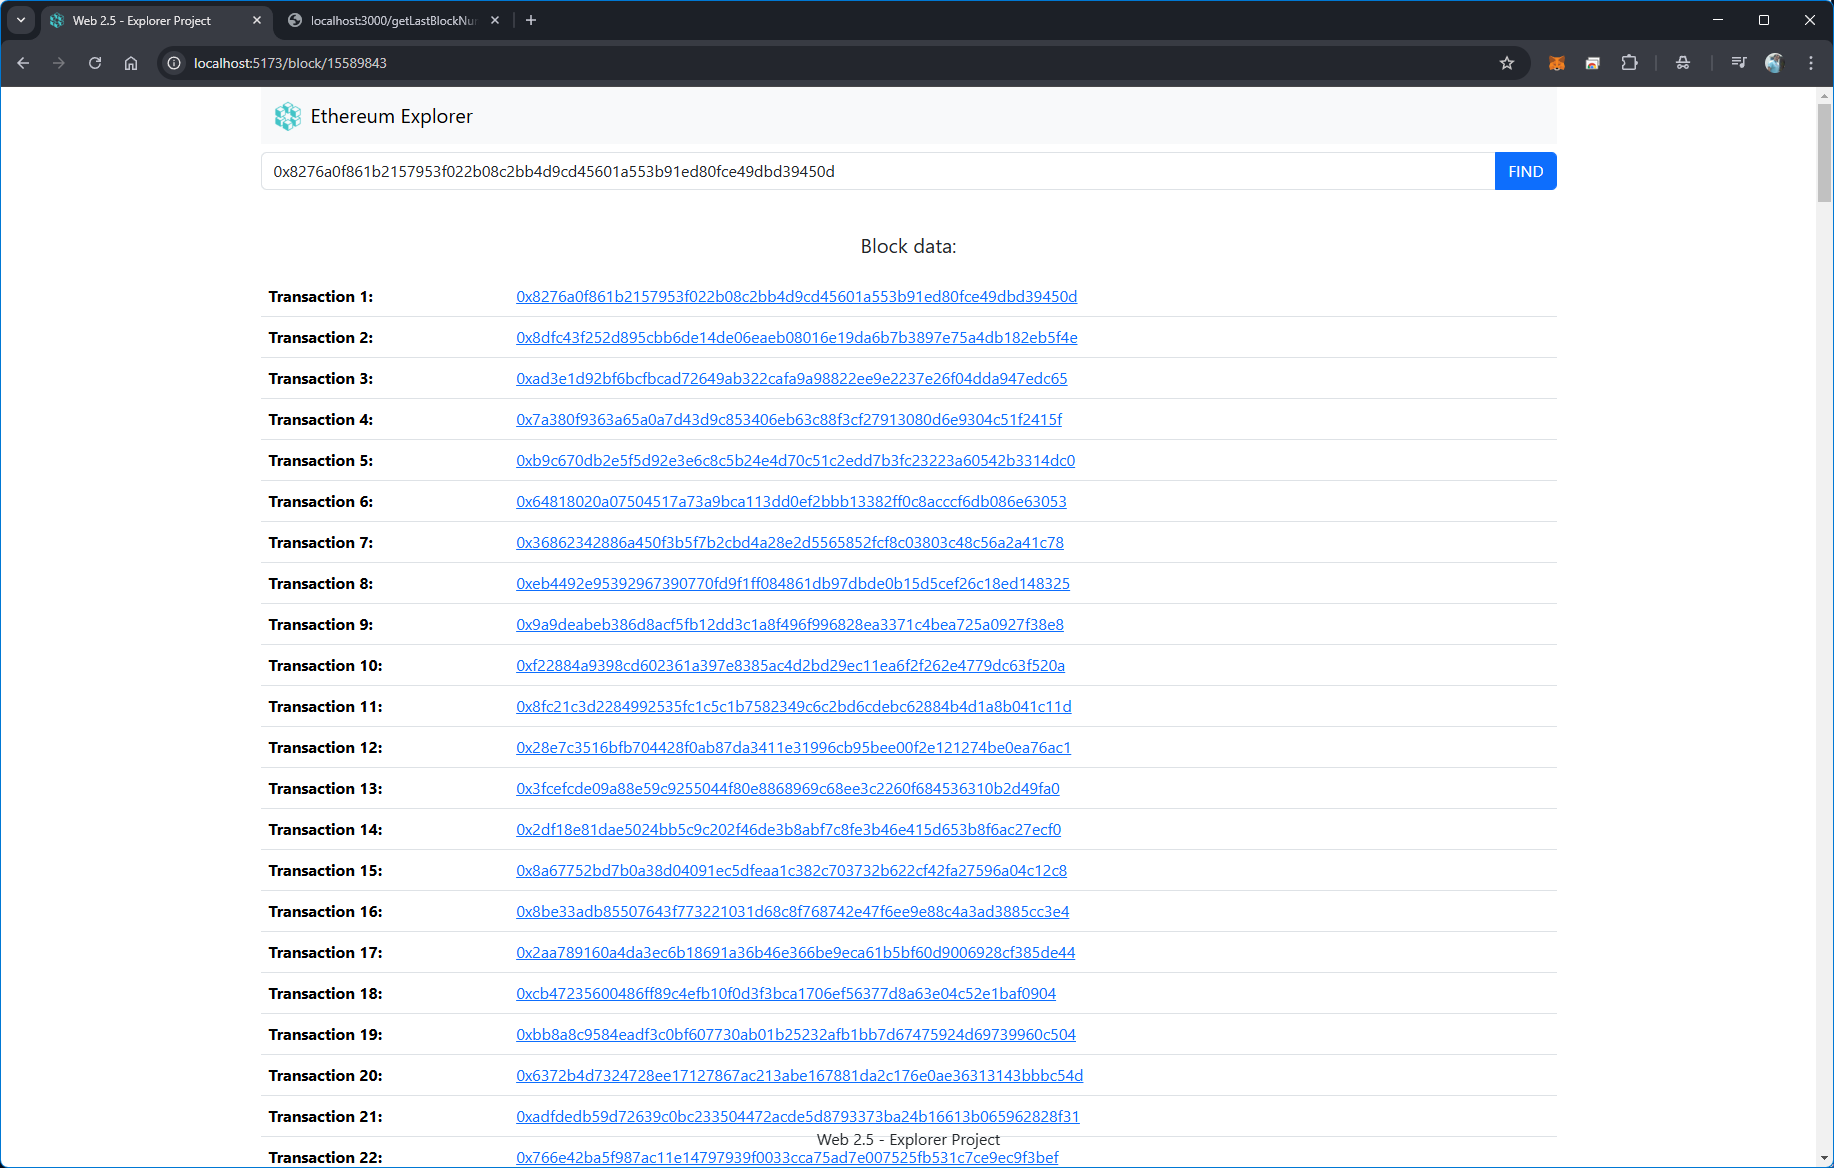 Web 2.5 - Explorer Project
localhost:3000/getLastBlockNu
localhost:5173/block/15589843
Ethereum Explorer
0x8276a0f861b2157953f022b08c2bb4d9cd45601a553b91ed80fce49dbd39450d
FIND
Block data:
Transaction 1: 0x8276a0f861b2157953f022b08c2bb4d9cd45601a553b91ed80fce49dbd39450d
Transaction 2: 0x8dfc43f252d895cbb6de14de06eaeb08016e19da6b7b3897e75a4db182eb5f4e
Transaction 3: 0xad3e1d92bf6bcfbcad72649ab322cafa9a98822ee9e2237e26f04dda947edc65
Transaction 4: 0x7a380f9363a65a0a7d43d9c853406eb63c88f3cf27913080d6e9304c51f2415f
Transaction 5: 0xb9c670db2e5f5d92e3e6c8c5b24e4d70c51c2edd7b3fc23223a60542b3314dc0
Transaction 6: 0x64818020a07504517a73a9bca113dd0ef2bbb13382ff0c8acccf6db086e63053
Transaction 7: 0x36862342886a450f3b5f7b2cbd4a28e2d5565852fcf8c03803c48c56a2a41c78
Transaction 8: 0xeb4492e95392967390770fd9f1ff084861db97dbde0b15d5cef26c18ed148325
Transaction 9: 0x9a9deabeb386d8acf5fb12dd3c1a8f496f996828ea3371c4bea725a0927f38e8
Transaction 10: 0xf22884a9398cd602361a397e8385ac4d2bd29ec11ea6f2f262e4779dc63f520a
Transaction 11: 0x8fc21c3d2284992535fc1c5c1b7582349c6c2bd6cdebc62884b4d1a8b041c11d
Transaction 12: 0x28e7c3516bfb704428f0ab87da3411e31996cb95bee00f2e121274be0ea76ac1
Transaction 13: 0x3fcefcde09a88e59c9255044f80e8868969c68ee3c2260f684536310b2d49fa0
Transaction 14: 0x2df18e81dae5024bb5c9c202f46de3b8abf7c8fe3b46e415d653b8f6ac27ecf0
Transaction 15: 0x8a67752bd7b0a38d04091ec5dfeaa1c382c703732b622cf42fa27596a04c12c8
Transaction 16: 0x8be33adb85507643f773221031d68c8f768742e47f6ee9e88c4a3ad3885cc3e4
Transaction 17: 0x2aa789160a4da3ec6b18691a36b46e366be9eca61b5bf60d9006928cf385de44
Transaction 18: 0xcb47235600486ff89c4efb10f0d3f3bca1706ef56377d8a63e04c52e1baf0904
Transaction 19: 0xbb8a8c9584eadf3c0bf607730ab01b25232afb1bb7d67475924d69739960c504
Transaction 20: 0x6372b4d7324728ee17127867ac213abe167881da2c176e0ae36313143bbbc54d
Transaction 21: 0xadfdedb59d72639c0bc233504472acde5d8793373ba24b16613b065962828f31
Web 2.5 - Explorer Project
Transaction 22: 0x766e42ba5f987ac11e14797939f0033cca75ad7e007525fb531c7ce9ec9f3bef